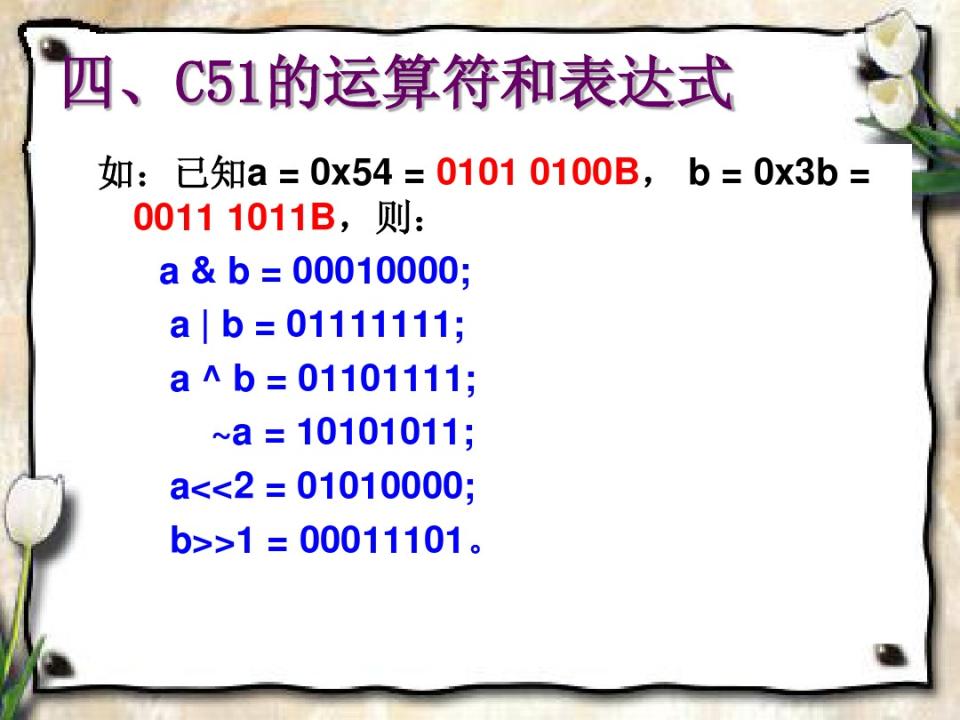 四、C51的运算符和表达式
如：已知a = 0x54 = 0101 0100B， b = 0x3b =
0011 1011B，则：
a & b = 00010000;
a | b = 01111111;
a ^ b = 01101111;
~a = 10101011;
a<<2 = 01010000;
b>>1 = 00011101。